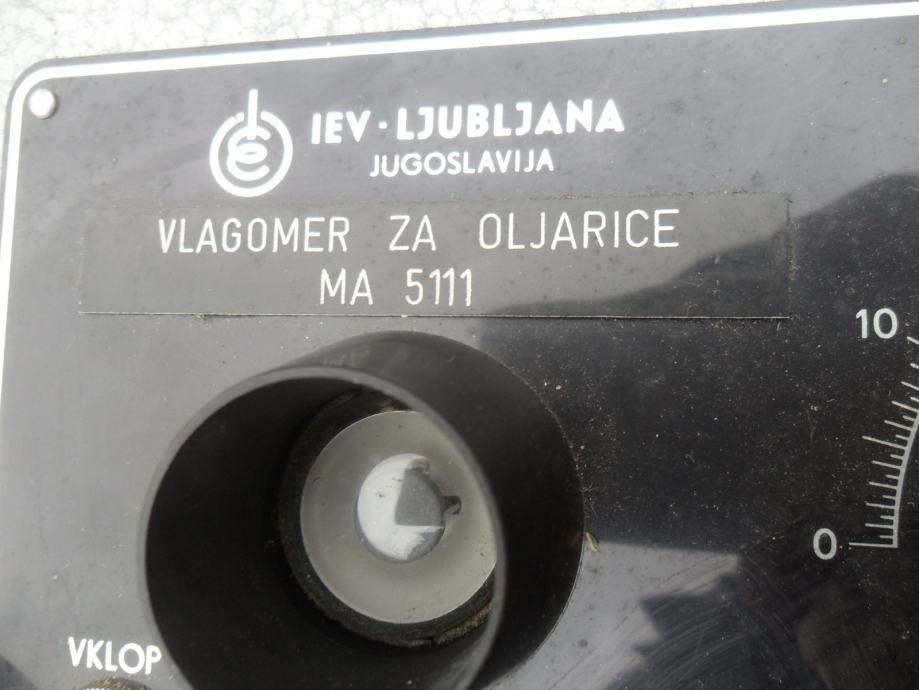 IEV·LJUBLJANA
JUGOSLAVIJA
VLAGOMER ZA OLJARICE
MA 5111
10
0
VKLOP